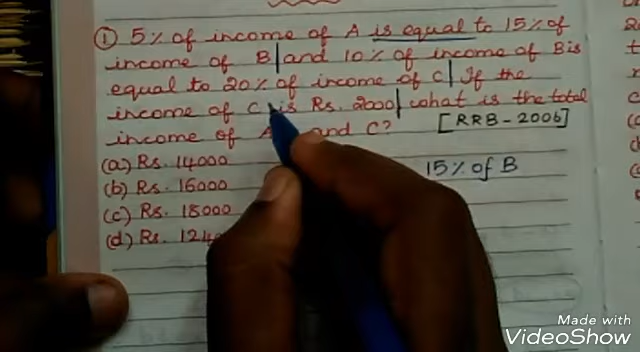 ① 5% of income of A is equal to 15% of
income of B and 10% of income of B is
equal to 20% of income of C If the
income of C is Rs. 2000 what is the total
income of and C? [RRB-2006]
(a) Rs. 14000
(b) Rs. 16000
(c) Rs. 18000
(d) Rs.
15% of B
Made with
VideoShow